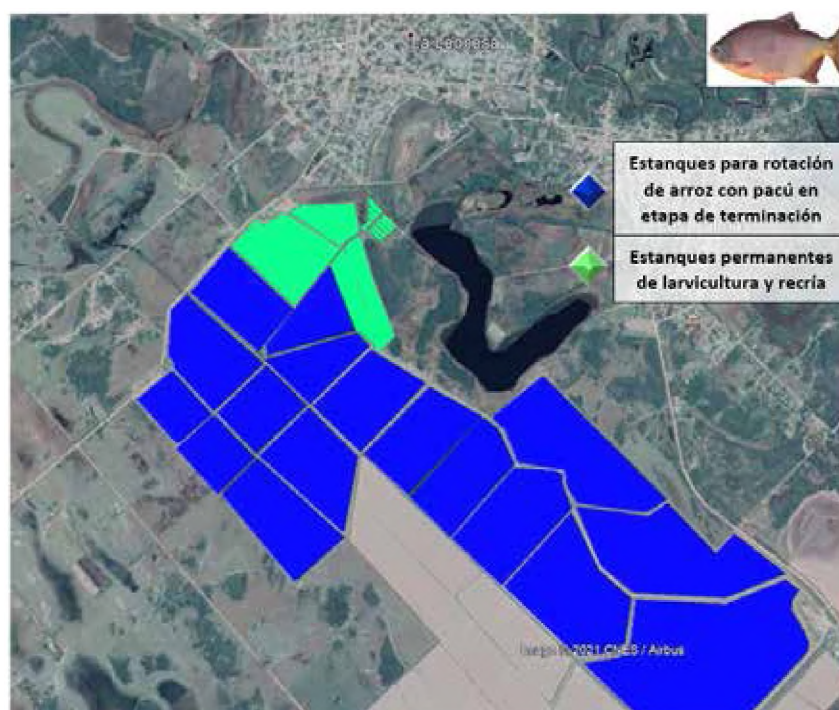 La Leonesa
Estanques para rotación
de arroz con pacú en
etapa de terminación
Estanques permanentes
de larvicultura y recría
2021 CNES / Airbus